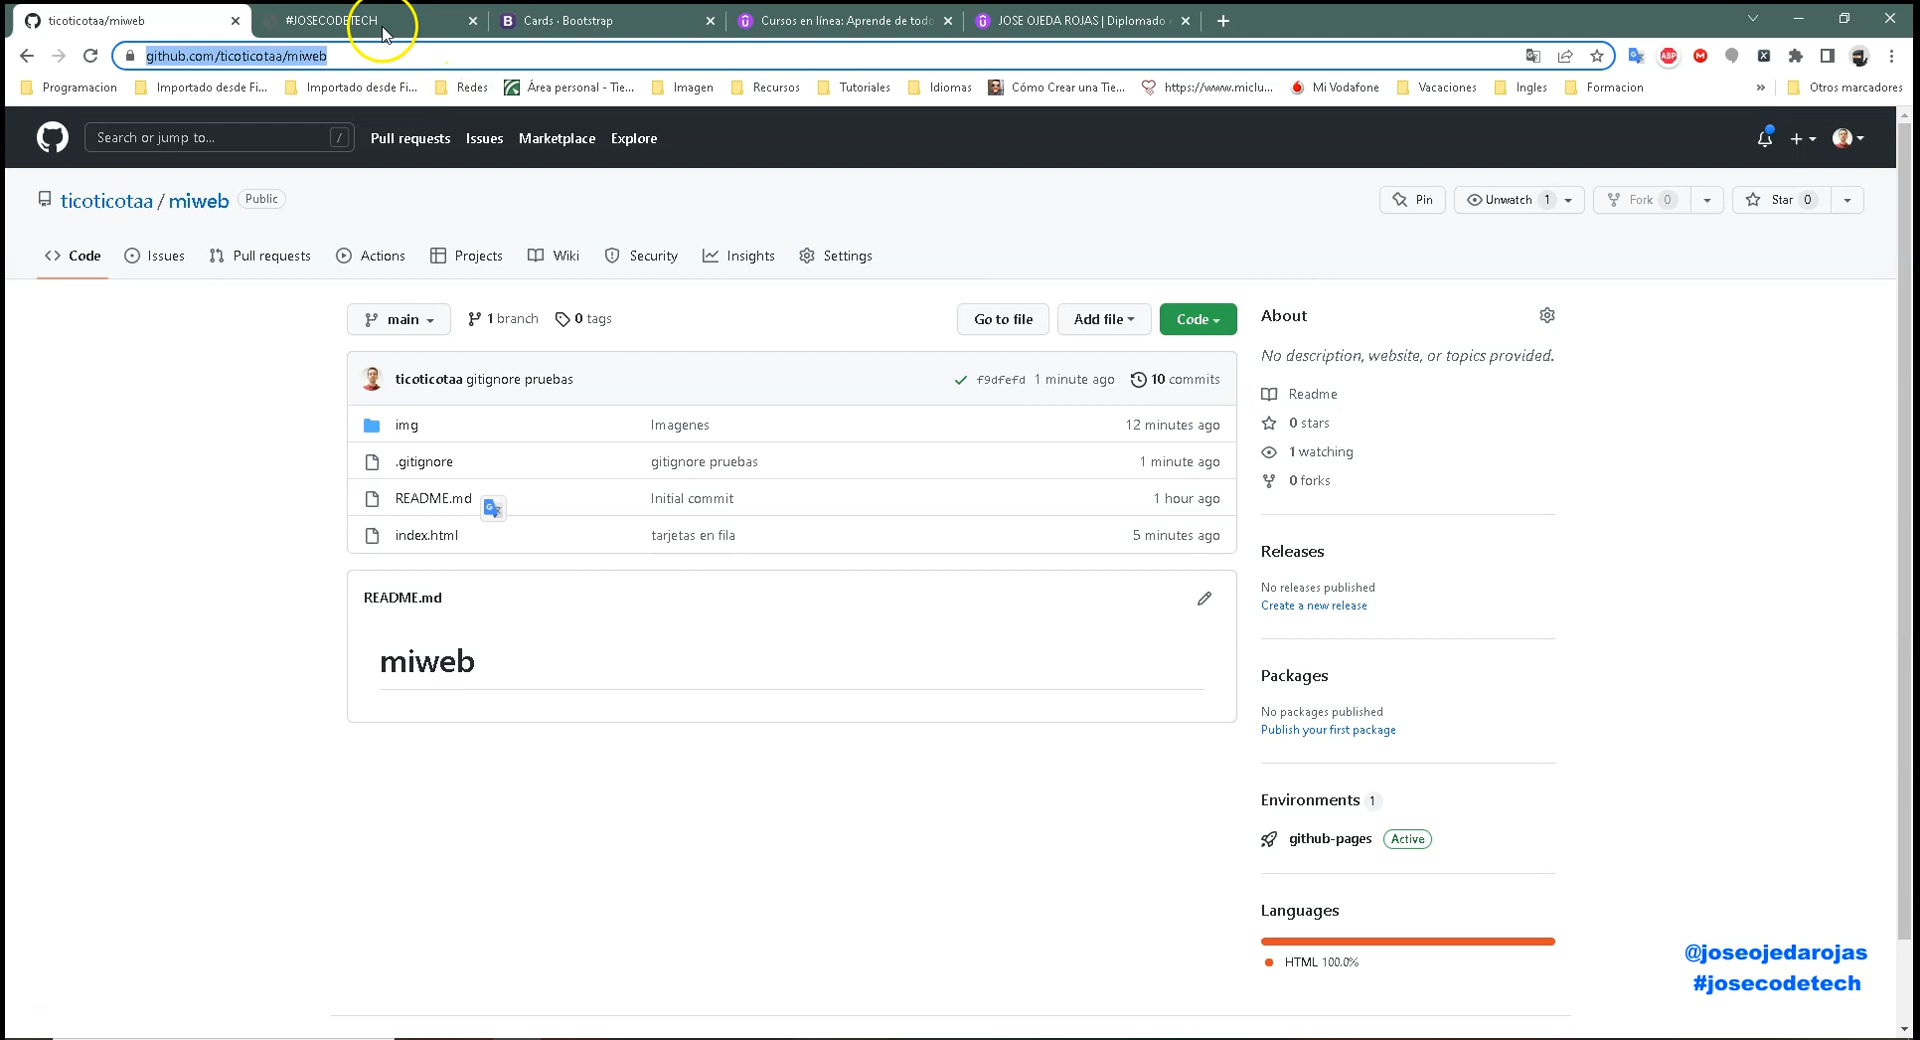 ticoticotaa/miweb
#JOSECODETECH
Cards · Bootstrap
Cursos en línea: Aprende de todo
JOSE OJEDA ROJAS | Diplomado
github.com/ticoticotaa/miweb
Programacion
Importado desde Fi...
Importado desde Fi...
Redes
Área personal - Tie...
Imagen
Recursos
Tutoriales
Idiomas
Cómo Crear una Tie...
https://www.miclu...
Mi Vodafone
Vacaciones
Ingles
Formacion
»
Otros marcadores
Search or jump to...
/
Pull requests
Issues
Marketplace
Explore
ticoticotaa / miweb
Public
Pin
Unwatch 1
Fork 0
Star 0
Code
Issues
Pull requests
Actions
Projects
Wiki
Security
Insights
Settings
main
1 branch
0 tags
Go to file
Add file
Code
About
No description, website, or topics provided.
ticoticotaa gitignore pruebas
f9dfefd 1 minute ago
10 commits
img
Imagenes
12 minutes ago
.gitignore
gitignore pruebas
1 minute ago
README.md
Initial commit
1 hour ago
index.html
tarjetas en fila
5 minutes ago
Readme
0 stars
1 watching
0 forks
README.md
miweb
Releases
No releases published
Create a new release
Packages
No packages published
Publish your first package
Environments 1
github-pages
Active
Languages
HTML 100.0%
@joseojedarojas
#josecodetech